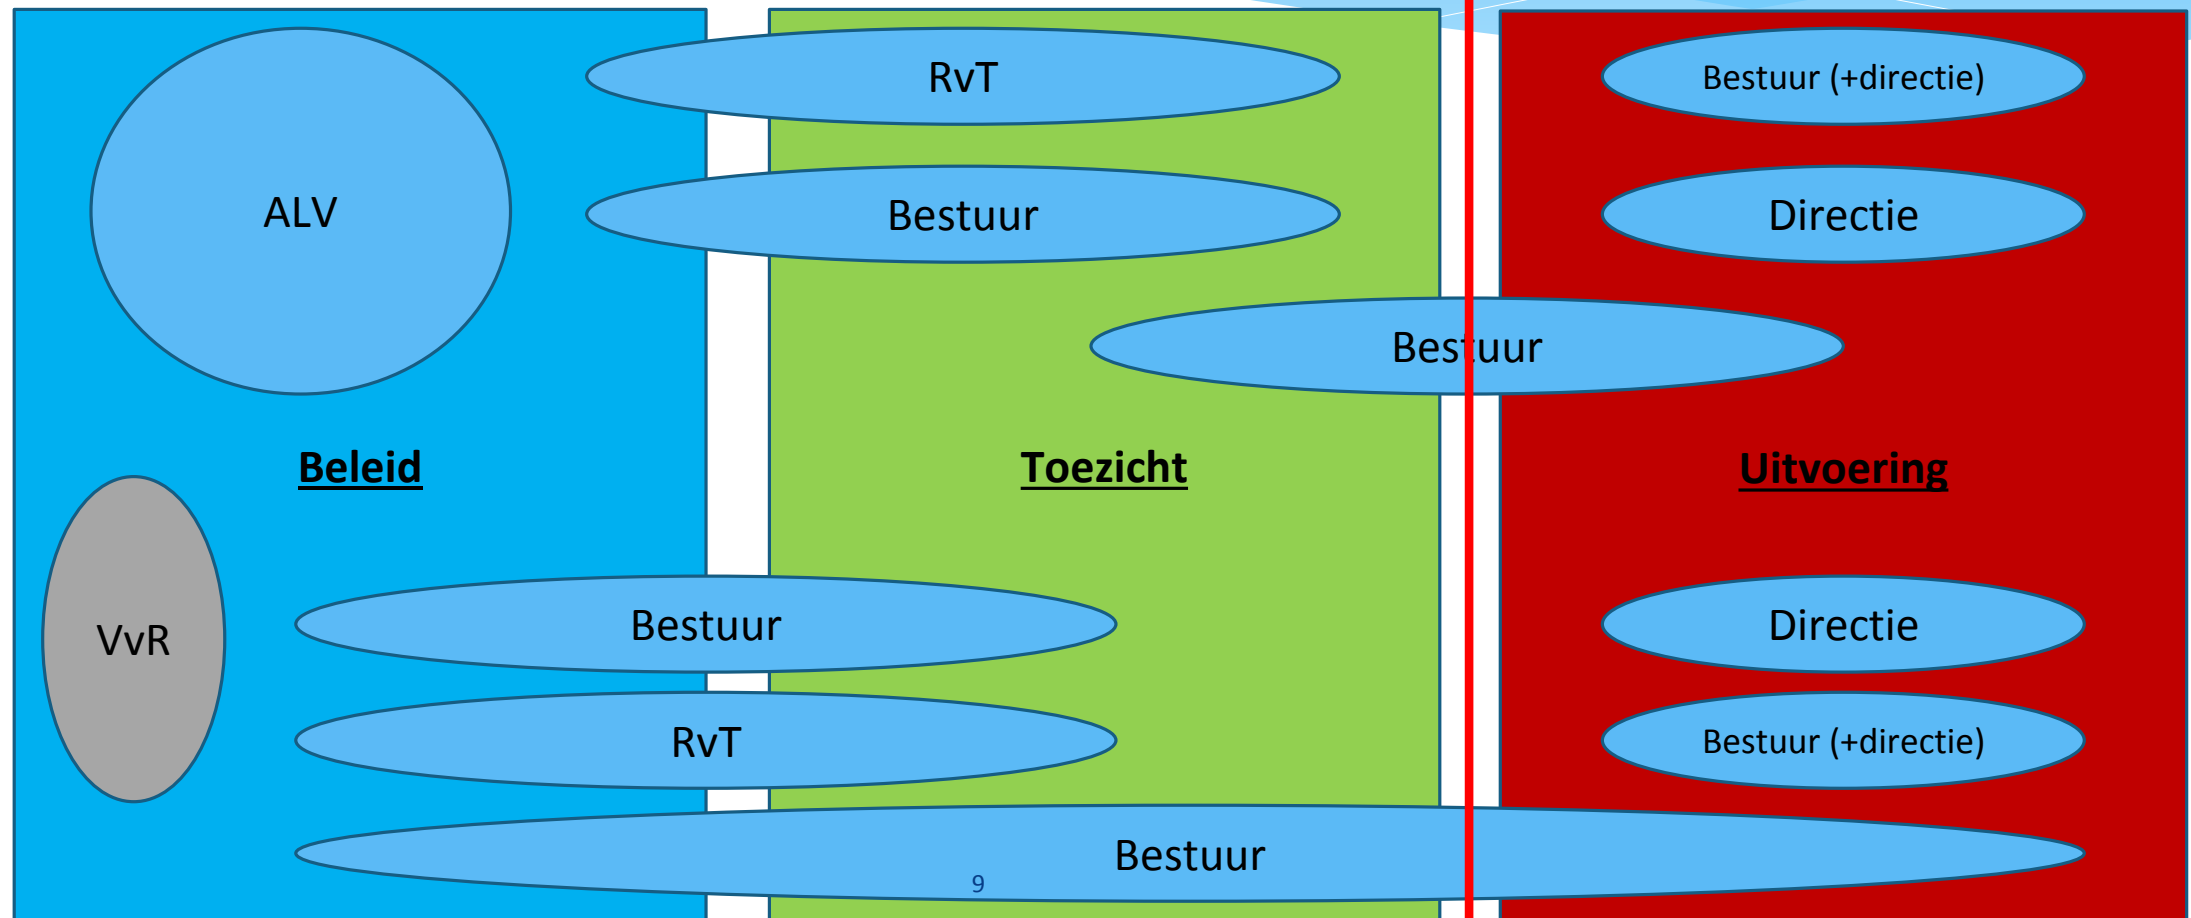 RvT
Bestuur (+directie)
ALV
Bestuur
Directie
Bestuur
Beleid
Toezicht
Uitvoering
VvR
Bestuur
Directie
RvT
Bestuur (+directie)
Bestuur
9